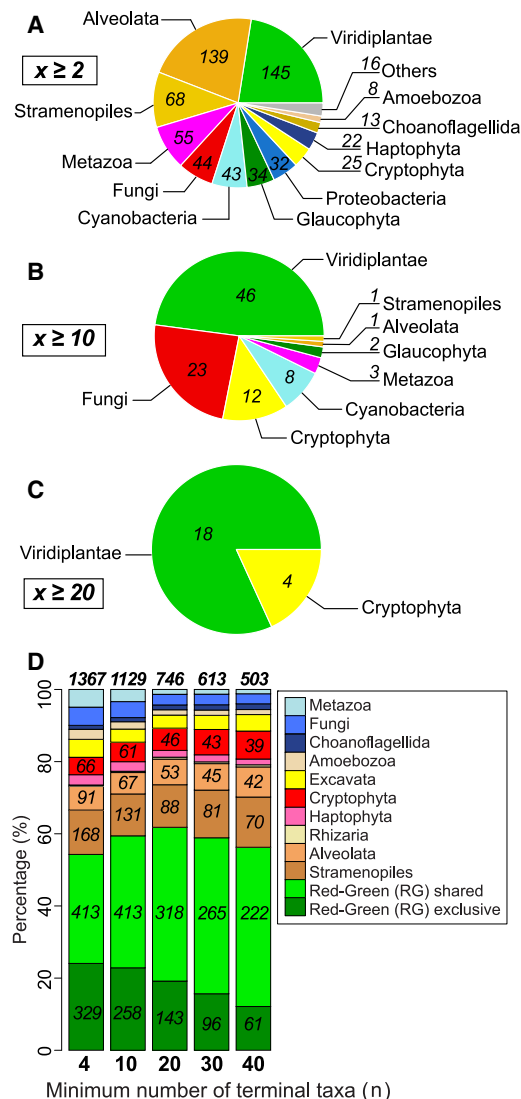 A
x ≥ 2
Alveolata
139
Viridiplantae
145
16
Others
8
Amoebozoa
13
Choanoflagellida
22
Haptophyta
25
Cryptophyta
32
Proteobacteria
34
Glaucophyta
43
Cyanobacteria
44
Fungi
55
Metazoa
68
Stramenopiles
B
x ≥ 10
Viridiplantae
46
1
Stramenopiles
1
Alveolata
2
Glaucophyta
3
Metazoa
8
Cyanobacteria
12
Cryptophyta
23
Fungi
C
Viridiplantae
18
x ≥ 20
4
Cryptophyta
D
1367 1129 746 613 503
Percentage (%)
100
80
60
40
20
0
66 61 46 43 39
91 67 53 45 42
168 131 88 81 70
413 413 318 265 222
329 258 143 96 61
4 10 20 30 40
Minimum number of terminal taxa (n)
Metazoa
Fungi
Choanoflagellida
Amoebozoa
Excavata
Cryptophyta
Haptophyta
Rhizaria
Alveolata
Stramenopiles
Red-Green (RG) shared
Red-Green (RG) exclusive